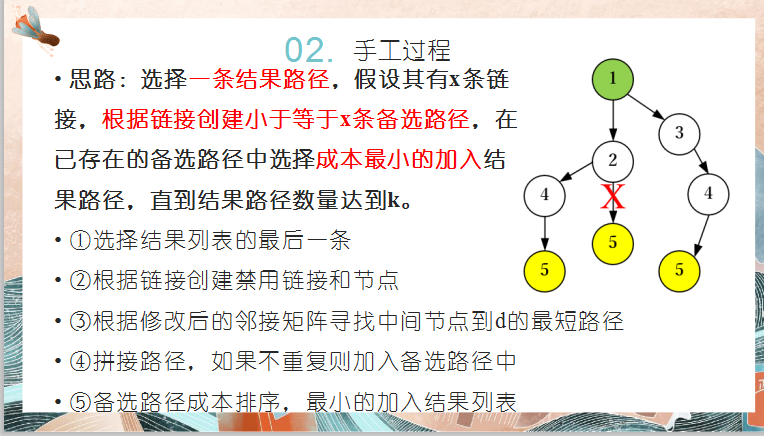 02. 手工过程
• 思路：选择一条结果路径，假设其有x条链
接，根据链接创建小于等于x条备选路径，在
已存在的备选路径中选择成本最小的加入结
果路径，直到结果路径数量达到k。
• ①选择结果列表的最后一条
• ②根据链接创建禁用链接和节点
• ③根据修改后的邻接矩阵寻找中间节点到d的最短路径
• ④拼接路径，如果不重复则加入备选路径中
• ⑤备选路径成本排序，最小的加入结果列表
1
3
2
4
X
4
5
5
5